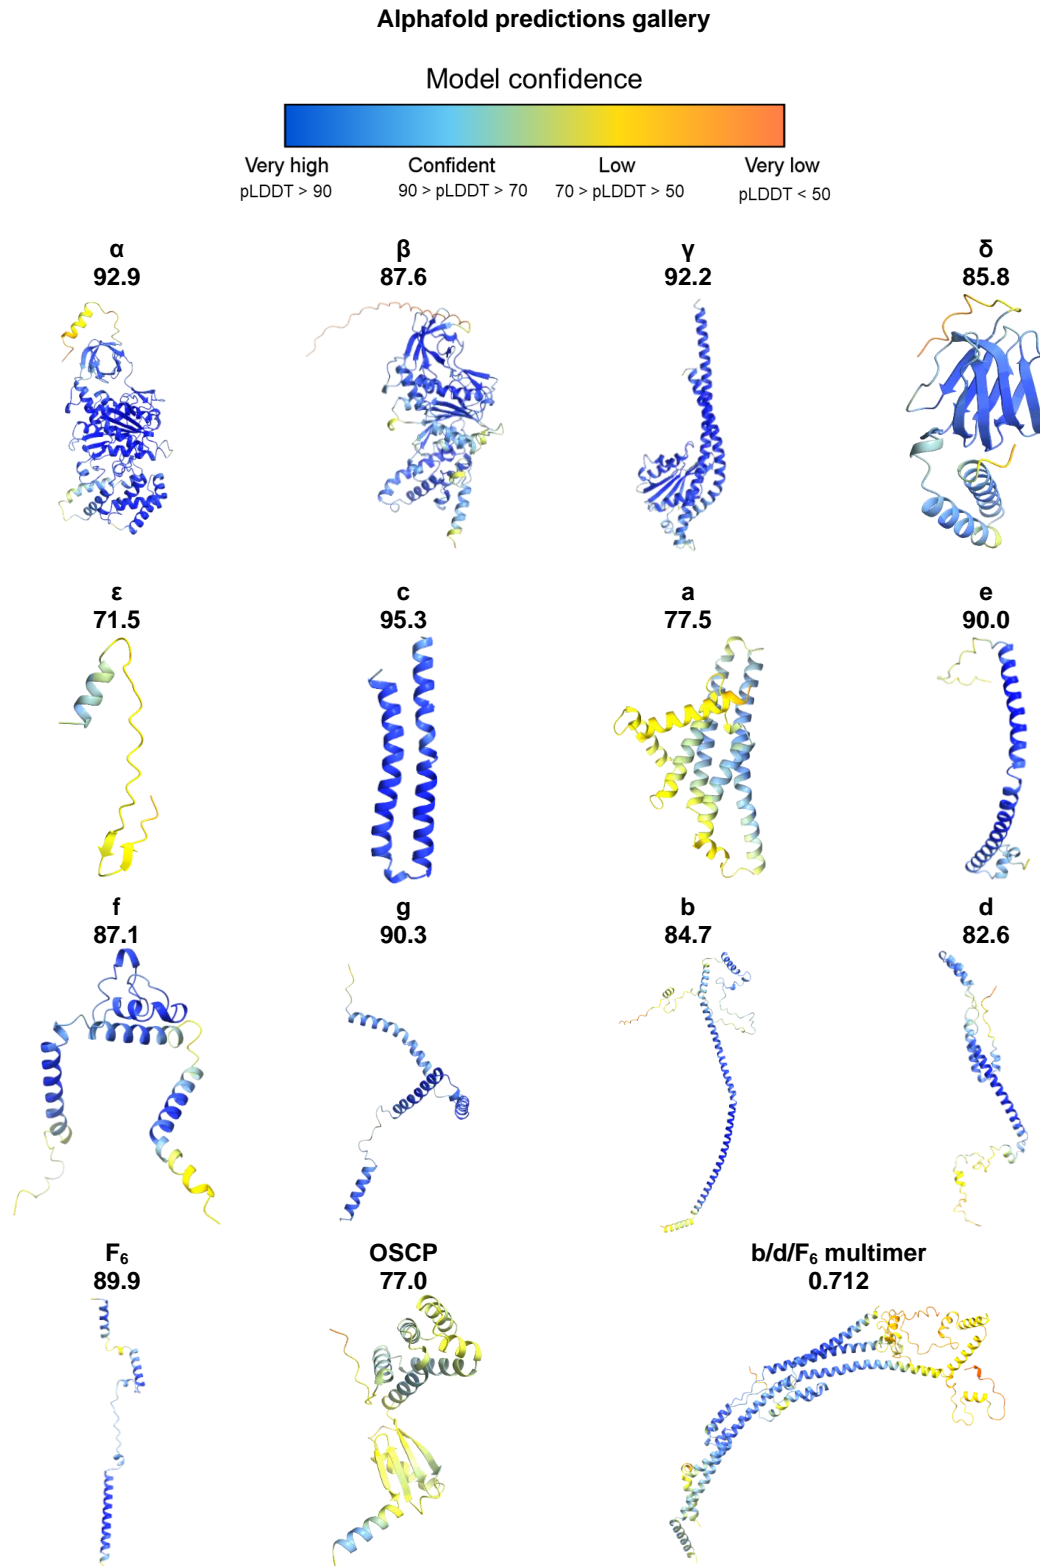 Alphafold predictions gallery
Model confidence
Very high Confident Low Very low
pLDDT > 90 90 > pLDDT > 70 70 > pLDDT > 50 pLDDT < 50
α β γ δ
92.9 87.6 92.2 85.8
ε c a e
71.5 95.3 77.5 90.0
f g b d
87.1 90.3 84.7 82.6
F₆ OSCP b/d/F₆ multimer
89.9 77.0 0.712